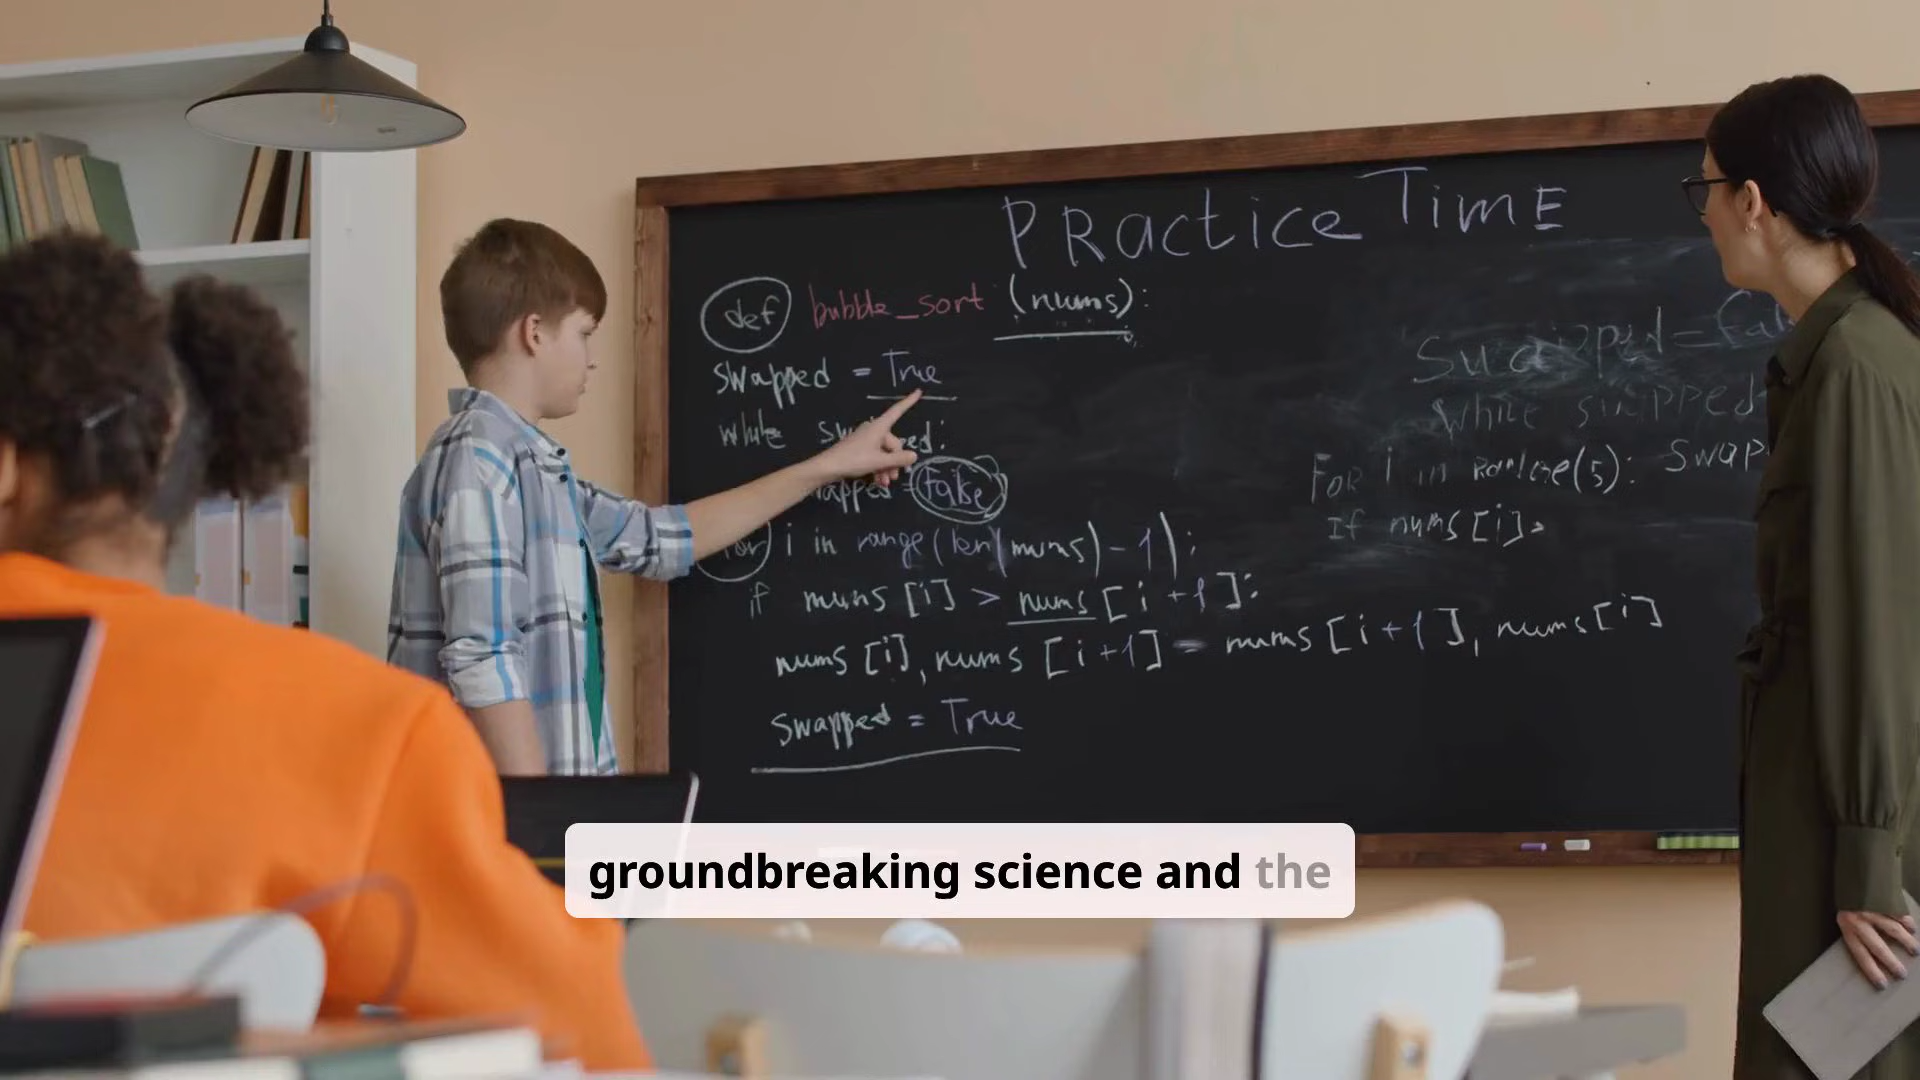 PRactice TimE
def bubble_sort (nums):
swapped = True
while swapped:
swapped = False
for i in range(len(nums)-1):
if nums [i] > nums [i+1]:
nums [i], nums [i+1] = nums [i+1], nums [i]
Swapped = True
Swapped = Fal
While swapped
For i in Range(5): Swap
If nums [i]>
groundbreaking science and the